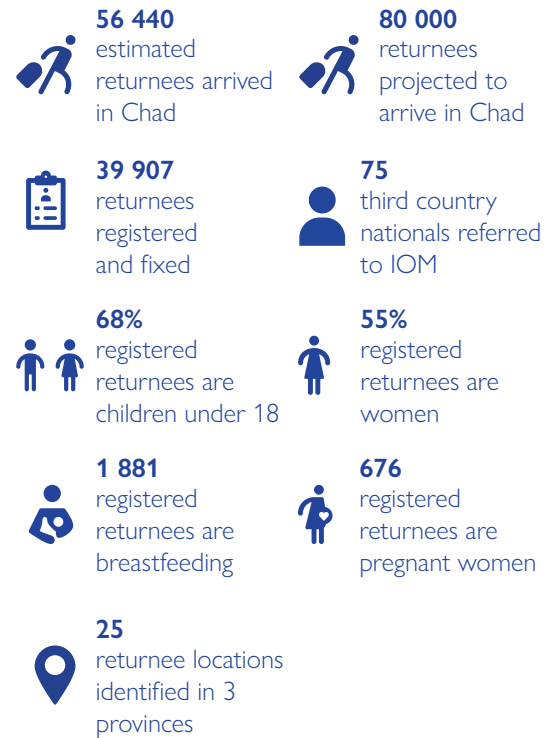 56 440
estimated
returnees arrived
in Chad
80 000
returnees
projected to
arrive in Chad
39 907
returnees
registered
and fixed
75
third country
nationals referred
to IOM
68%
registered
returnees are
children under 18
55%
registered
returnees are
women
1 881
registered
returnees are
breastfeeding
676
registered
returnees are
pregnant women
25
returnee locations
identified in 3
provinces